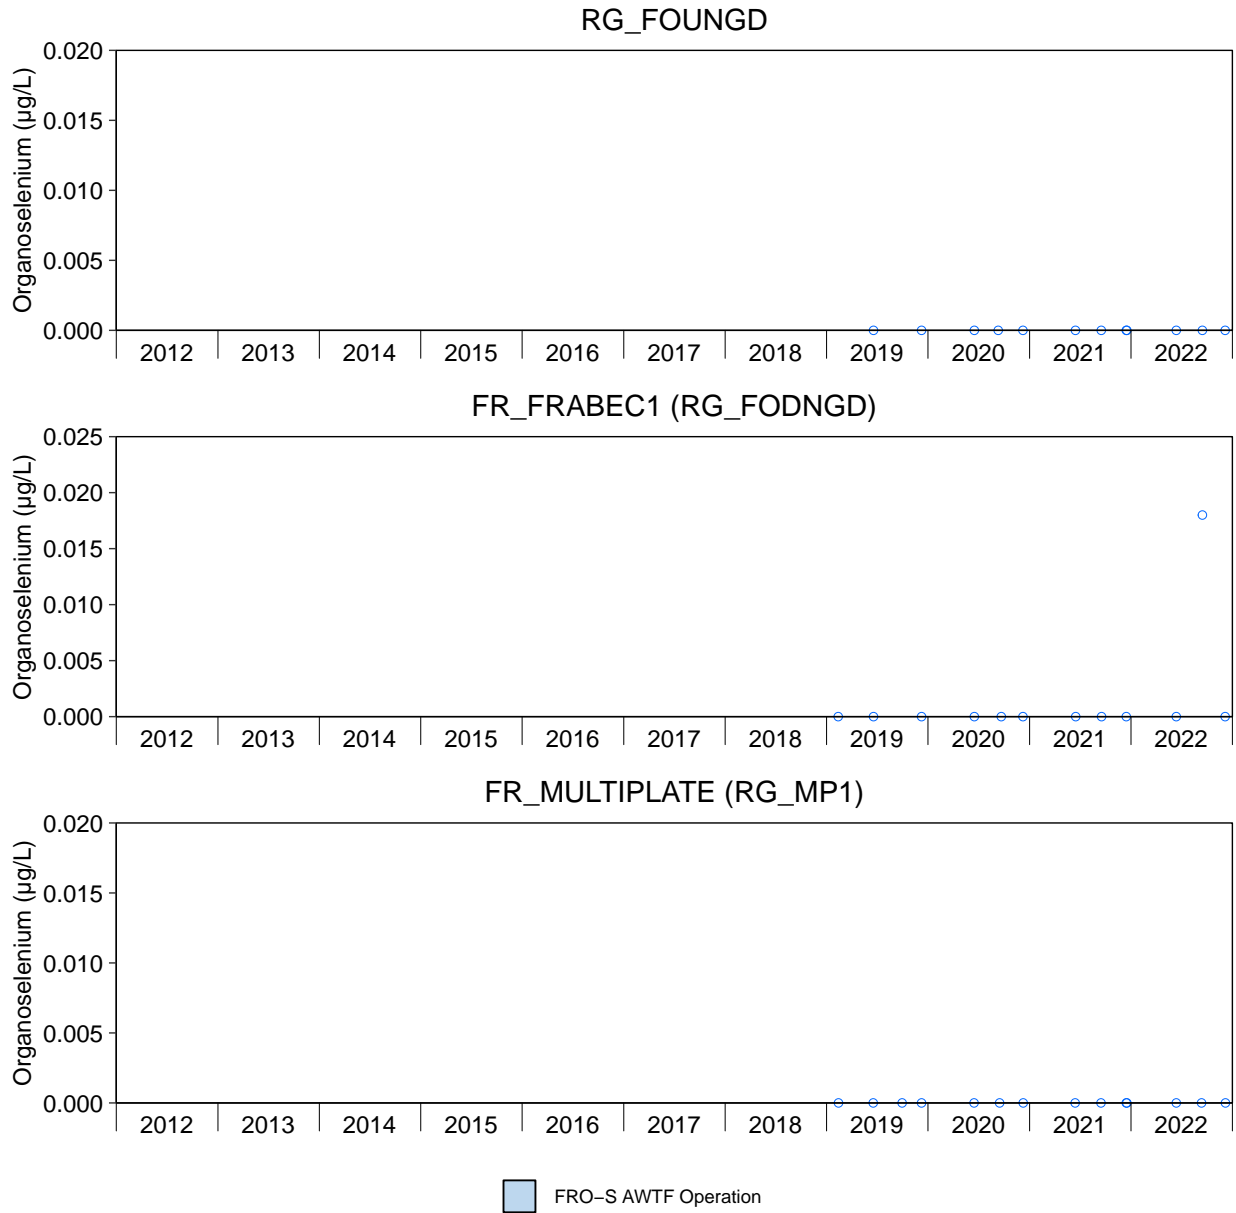 RG_FOUNGD
Organoselenium (µg/L)
0.020
0.015
0.010
0.005
0.000
2012 2013 2014 2015 2016 2017 2018 2019 2020 2021 2022
FR_FRABEC1 (RG_FODNGD)
Organoselenium (µg/L)
0.025
0.020
0.015
0.010
0.005
0.000
2012 2013 2014 2015 2016 2017 2018 2019 2020 2021 2022
FR_MULTIPLATE (RG_MP1)
Organoselenium (µg/L)
0.020
0.015
0.010
0.005
0.000
2012 2013 2014 2015 2016 2017 2018 2019 2020 2021 2022
FRO−S AWTF Operation